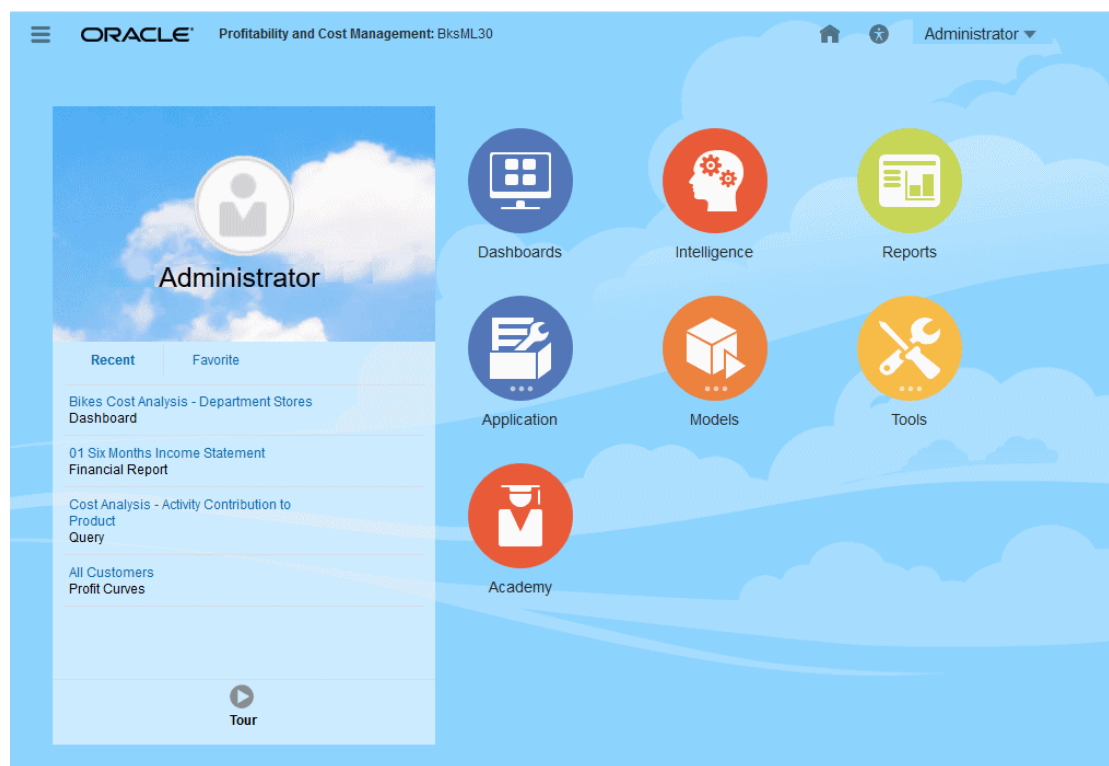 ORACLE Profitability and Cost Management: BksML30
Administrator
Administrator
Recent Favorite
Bikes Cost Analysis - Department Stores
Dashboard
01 Six Months Income Statement
Financial Report
Cost Analysis - Activity Contribution to
Product
Query
All Customers
Profit Curves
Tour
Dashboards Intelligence Reports
Application Models Tools
Academy